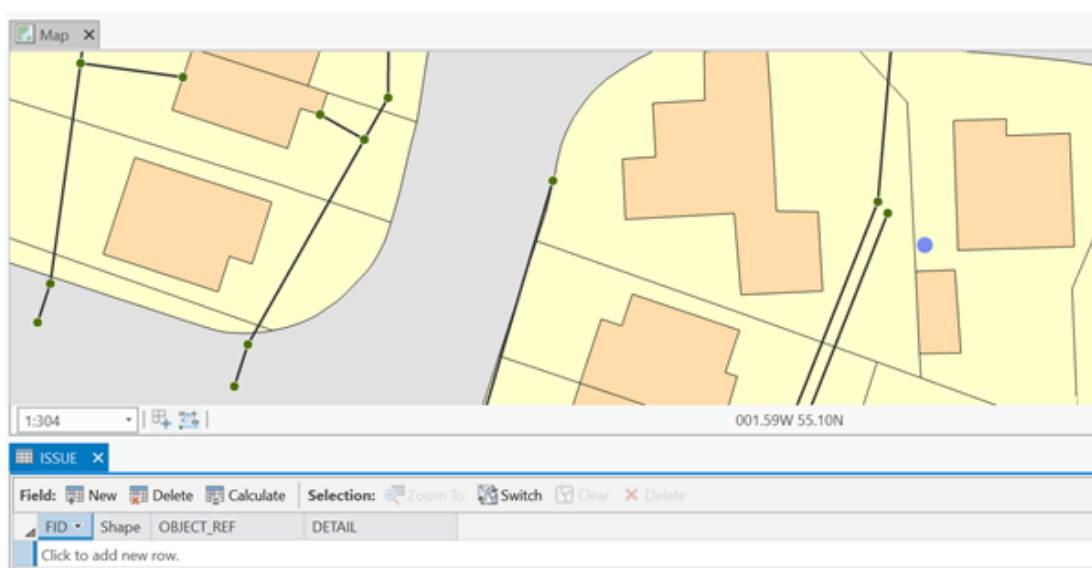 Map
1:304
001.59W 55.10N
ISSUE
Field: New Delete Calculate Selection: Zoom To Switch Clear Delete
FID Shape OBJECT_REF DETAIL
Click to add new row.